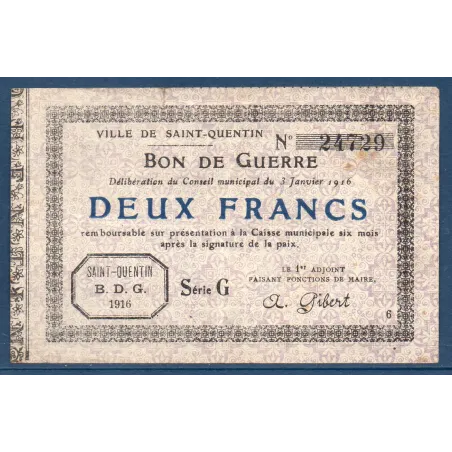 VILLE DE SAINT-QUENTIN
N° 24729
BON DE GUERRE
Délibération du Conseil municipal du 3 Janvier 1916
DEUX FRANCS
remboursable sur présentation à la Caisse municipale six mois
après la signature de la paix.
SAINT-QUENTIN
B. D. G.
1916
Série G
LE 1er ADJOINT
FAISANT FONCTIONS DE MAIRE,
A. Gibert
6